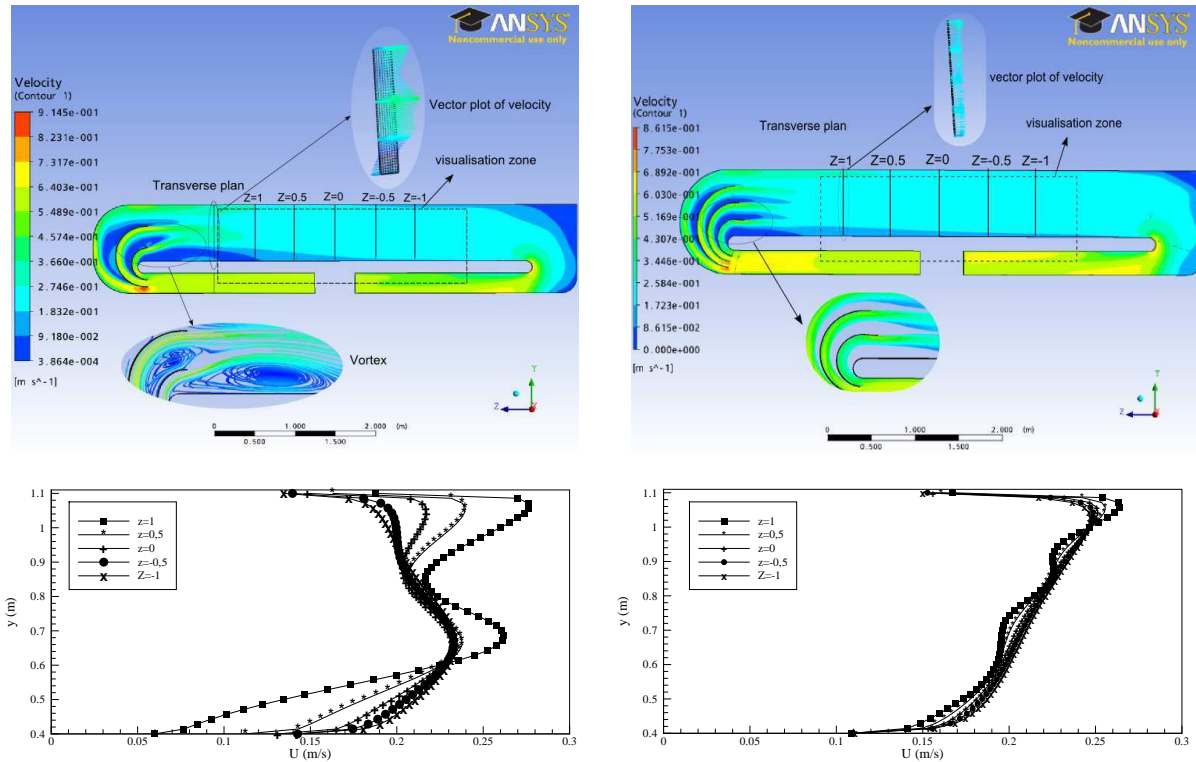 ANSYS
Noncommercial use only
Velocity
(Contour 1)
9.145e-001
8.231e-001
7.317e-001
6.403e-001
5.489e-001
4.574e-001
3.660e-001
2.746e-001
1.832e-001
9.180e-002
3.864e-004
[m s^-1]
Vector plot of velocity
visualisation zone
Transverse plan
Z=1
Z=0.5
Z=0
Z=-0.5
Z=-1
Vortex
Y
Z
X
0
1.000
2.000
(m)
0.500
1.500
ANSYS
Noncommercial use only
Velocity
(Contour 1)
8.615e-001
7.753e-001
6.892e-001
6.030e-001
5.169e-001
4.307e-001
3.446e-001
2.584e-001
1.723e-001
8.615e-002
0.000e+000
[m s^-1]
vector plot of velocity
visualisation zone
Transverse plan
Z=1
Z=0.5
Z=0
Z=-0.5
Z=-1
Y
Z
X
0
1.000
2.000
(m)
0.500
1.500
1.1
1
0.9
0.8
0.7
0.6
0.5
0.4
y (m)
z=1
z=0,5
z=0
z=-0,5
Z=-1
0
0.05
0.1
0.15
0.2
0.25
0.3
U (m/s)
1.1
1
0.9
0.8
0.7
0.6
0.5
0.4
y (m)
z=1
z=0,5
z=0
z=-0,5
Z=-1
0
0.05
0.1
0.15
0.2
0.25
0.3
U (m/s)